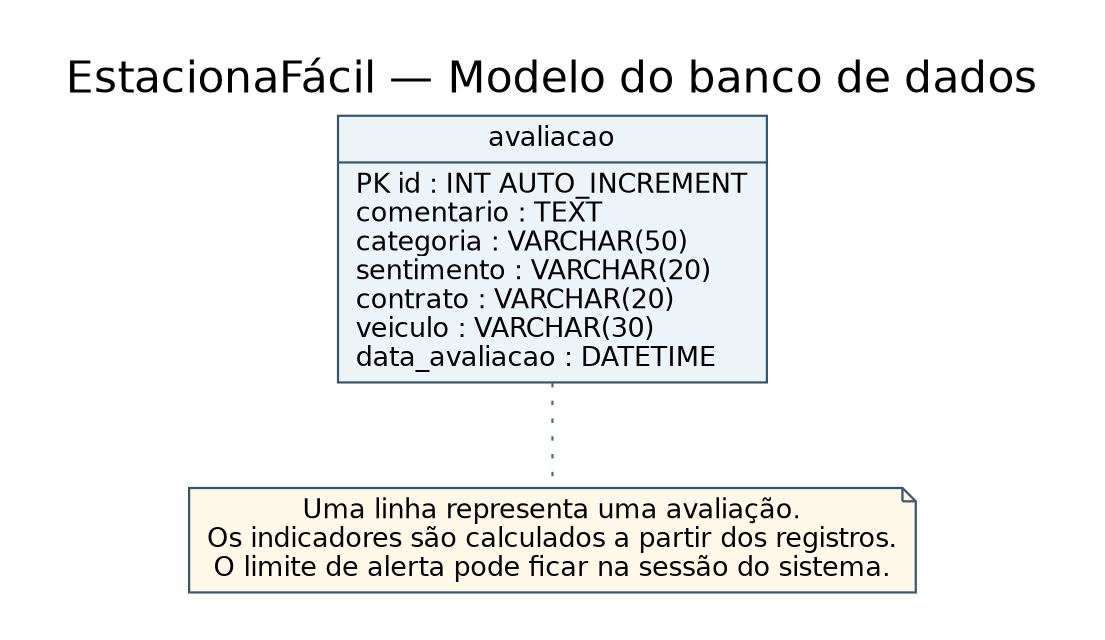 EstacionaFácil — Modelo do banco de dados
avaliacao
PK id : INT AUTO_INCREMENT
comentario : TEXT
categoria : VARCHAR(50)
sentimento : VARCHAR(20)
contrato : VARCHAR(20)
veiculo : VARCHAR(30)
data_avaliacao : DATETIME
Uma linha representa uma avaliação.
Os indicadores são calculados a partir dos registros.
O limite de alerta pode ficar na sessão do sistema.